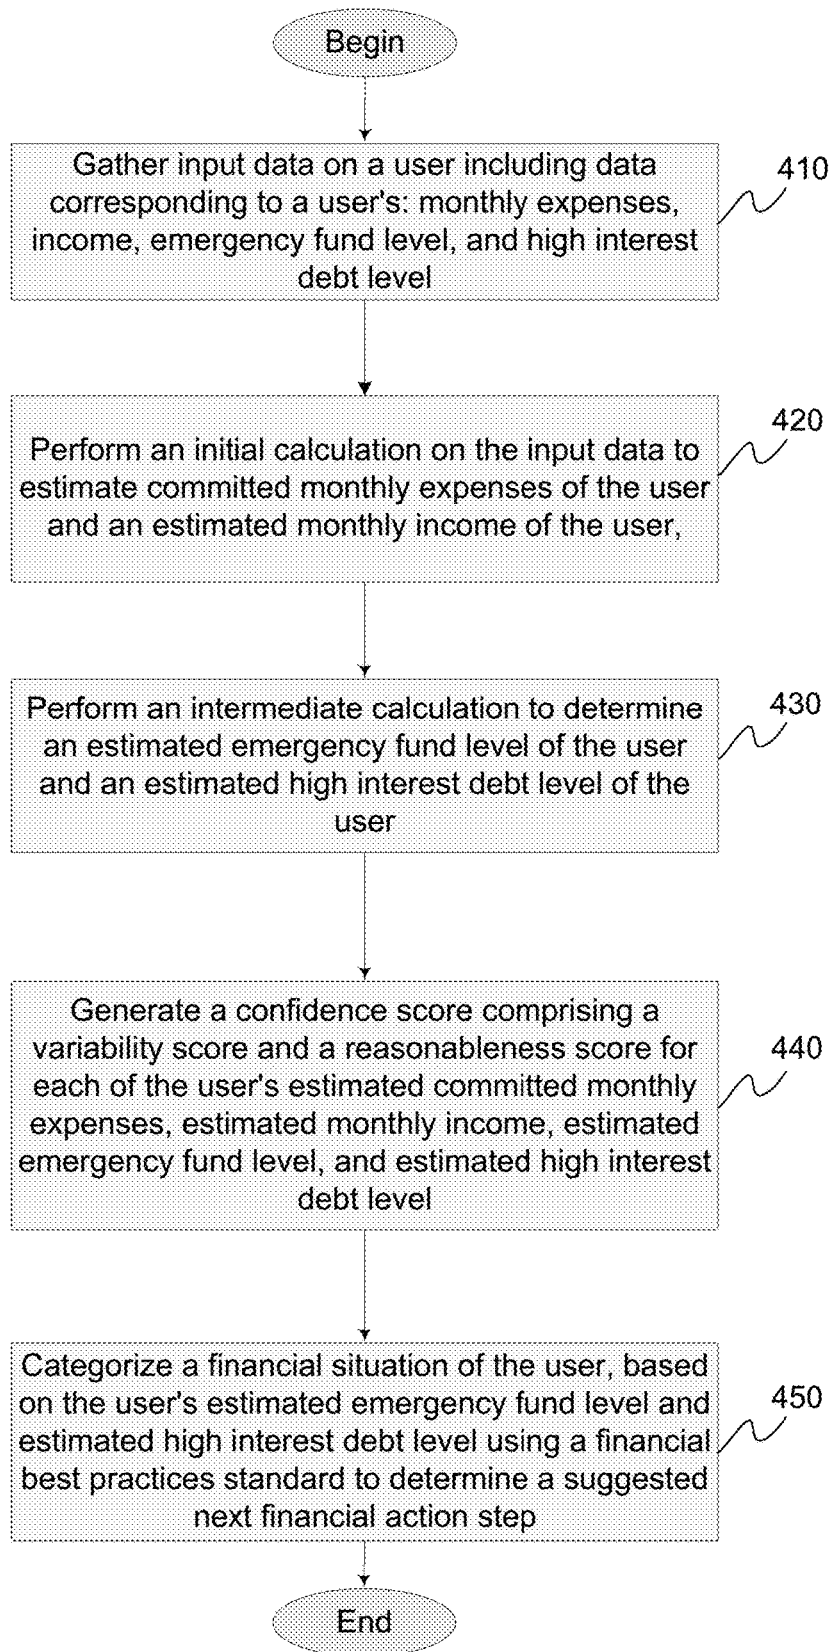 Begin
Gather input data on a user including data
corresponding to a user's: monthly expenses,
income, emergency fund level, and high interest
debt level
410
Perform an initial calculation on the input data to
estimate committed monthly expenses of the user
and an estimated monthly income of the user,
420
Perform an intermediate calculation to determine
an estimated emergency fund level of the user
and an estimated high interest debt level of the
user
430
Generate a confidence score comprising a
variability score and a reasonableness score for
each of the user's estimated committed monthly
expenses, estimated monthly income, estimated
emergency fund level, and estimated high interest
debt level
440
Categorize a financial situation of the user, based
on the user's estimated emergency fund level and
estimated high interest debt level using a financial
best practices standard to determine a suggested
next financial action step
450
End